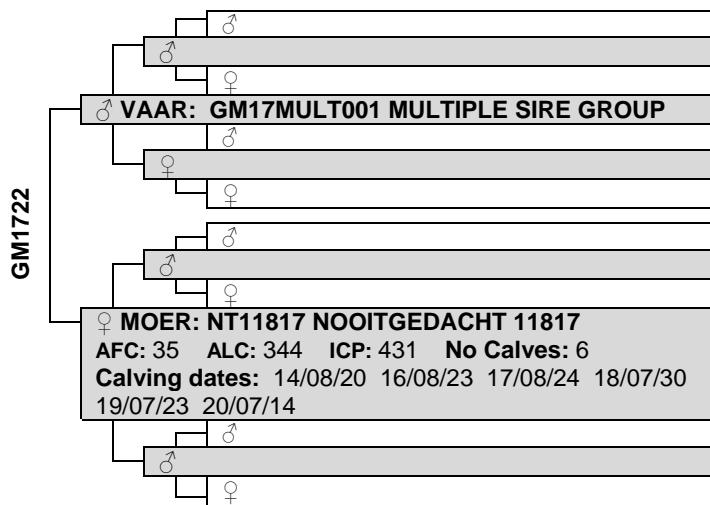 ♂
♂
♀
♂ VAAR: GM17MULT001 MULTIPLE SIRE GROUP
♂
♀
♀
GM1722
♂
♂
♀
♀ MOER: NT11817 NOOITGEDACHT 11817
AFC: 35 ALC: 344 ICP: 431 No Calves: 6
Calving dates: 14/08/20 16/08/23 17/08/24 18/07/30
19/07/23 20/07/14
♂
♂
♀